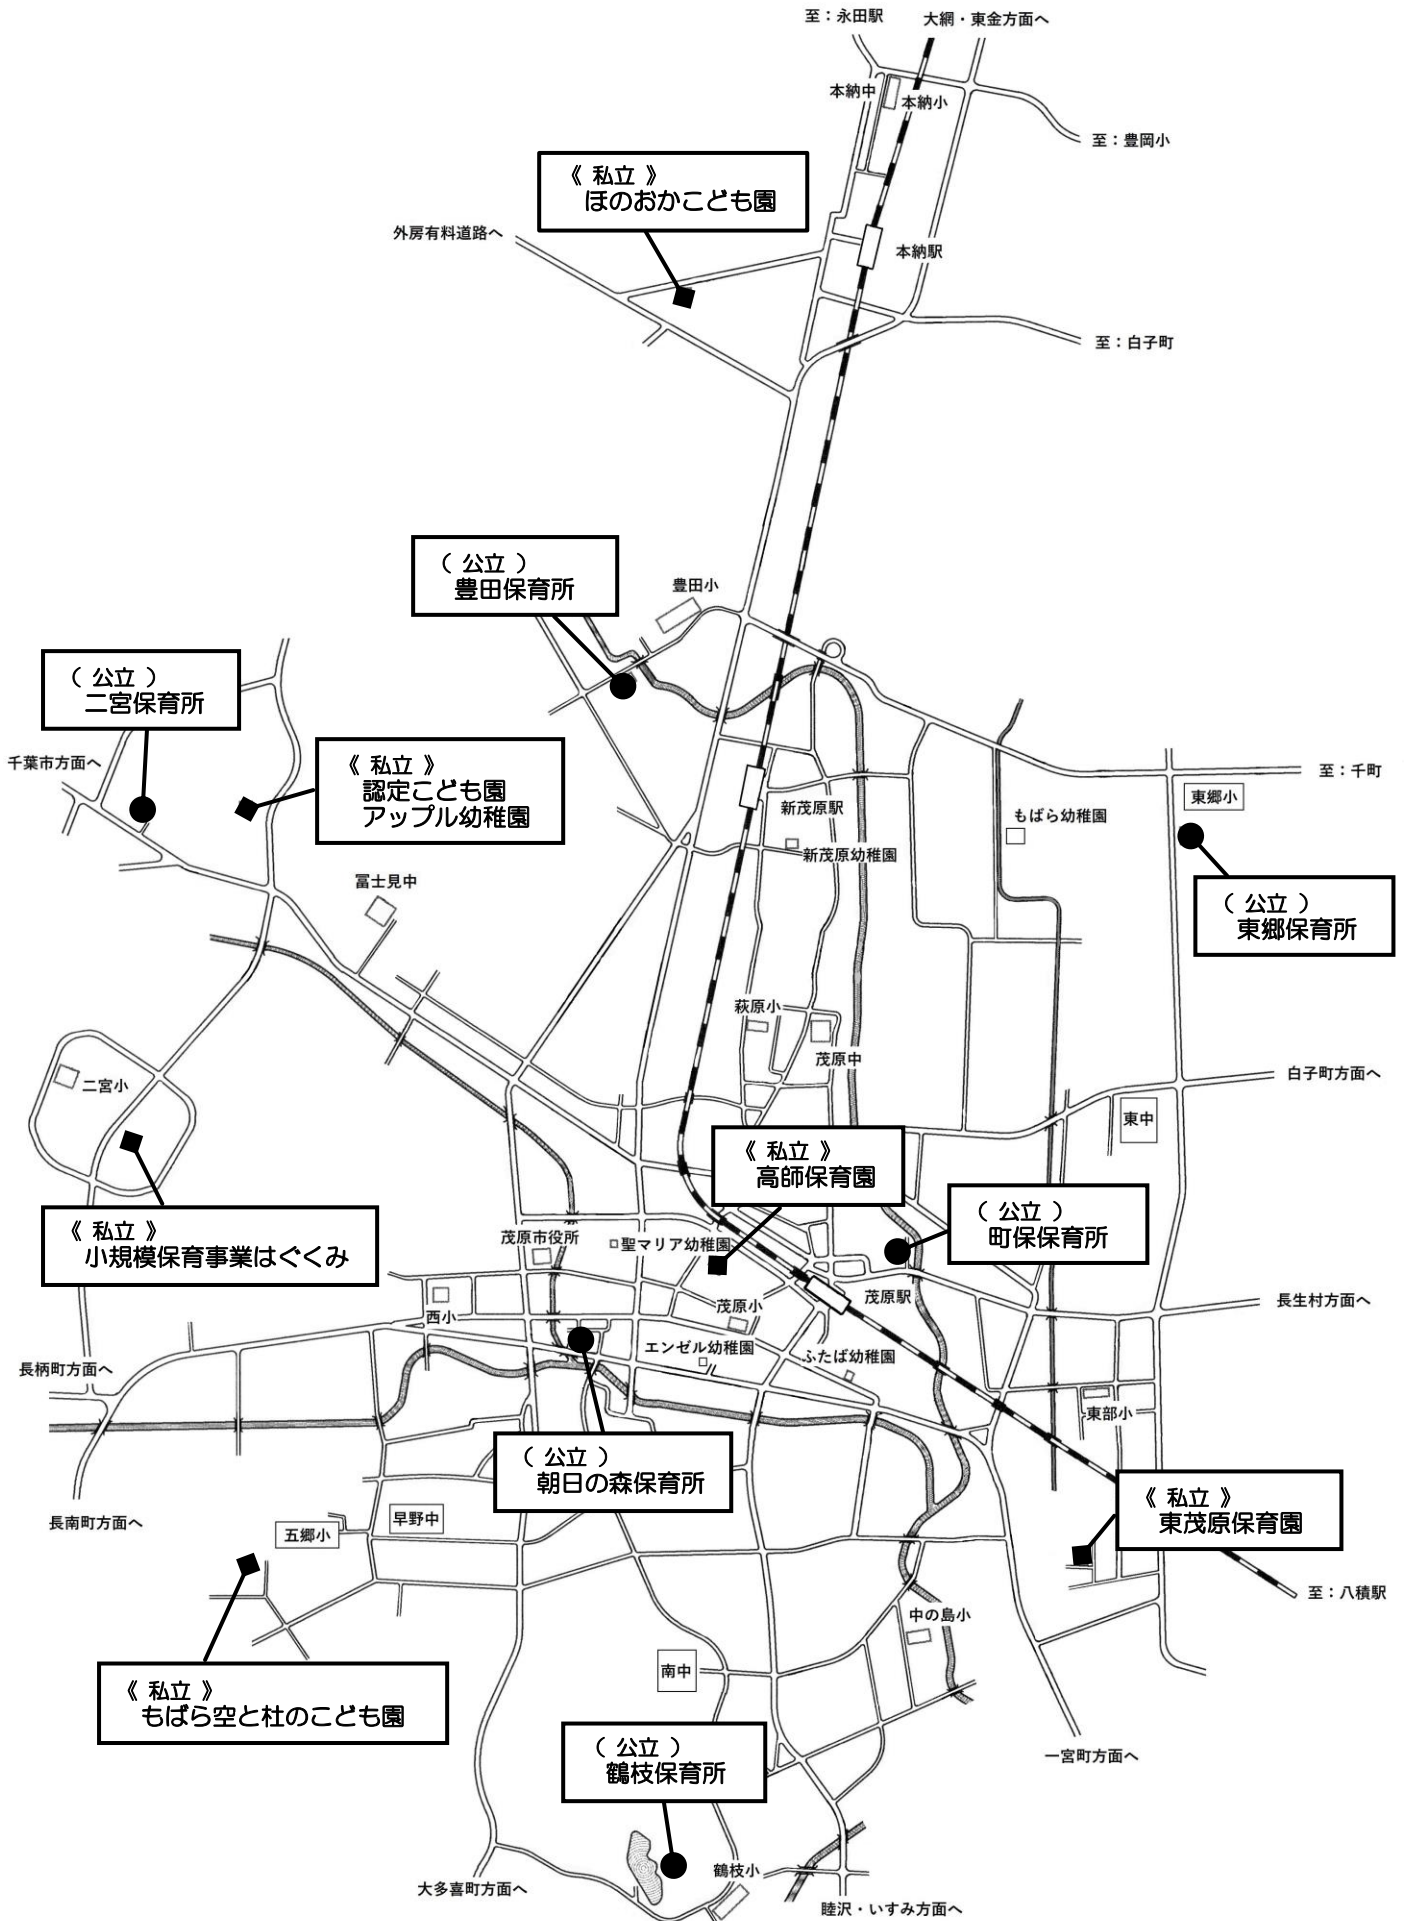 至：永田駅
大網・東金方面へ
本納中
本納小
至：豊岡小
《 私立 》
ほのおかこども園
外房有料道路へ
本納駅
至：白子町
（ 公立 ）
豊田保育所
豊田小
（ 公立 ）
二宮保育所
千葉市方面へ
《 私立 》
認定こども園
アップル幼稚園
至：千町
東郷小
新茂原駅
もばら幼稚園
新茂原幼稚園
冨士見中
（ 公立 ）
東郷保育所
萩原小
茂原中
二宮小
白子町方面へ
東中
《 私立 》
高師保育園
（ 公立 ）
町保保育所
《 私立 》
小規模保育事業はぐくみ
茂原市役所
聖マリア幼稚園
茂原駅
長生村方面へ
西小
茂原小
エンゼル幼稚園
ふたば幼稚園
長柄町方面へ
東部小
（ 公立 ）
朝日の森保育所
《 私立 》
東茂原保育園
長南町方面へ
早野中
五郷小
至：八積駅
中の島小
南中
《 私立 》
もばら空と杜のこども園
（ 公立 ）
鶴枝保育所
一宮町方面へ
鶴枝小
大多喜町方面へ
睦沢・いすみ方面へ